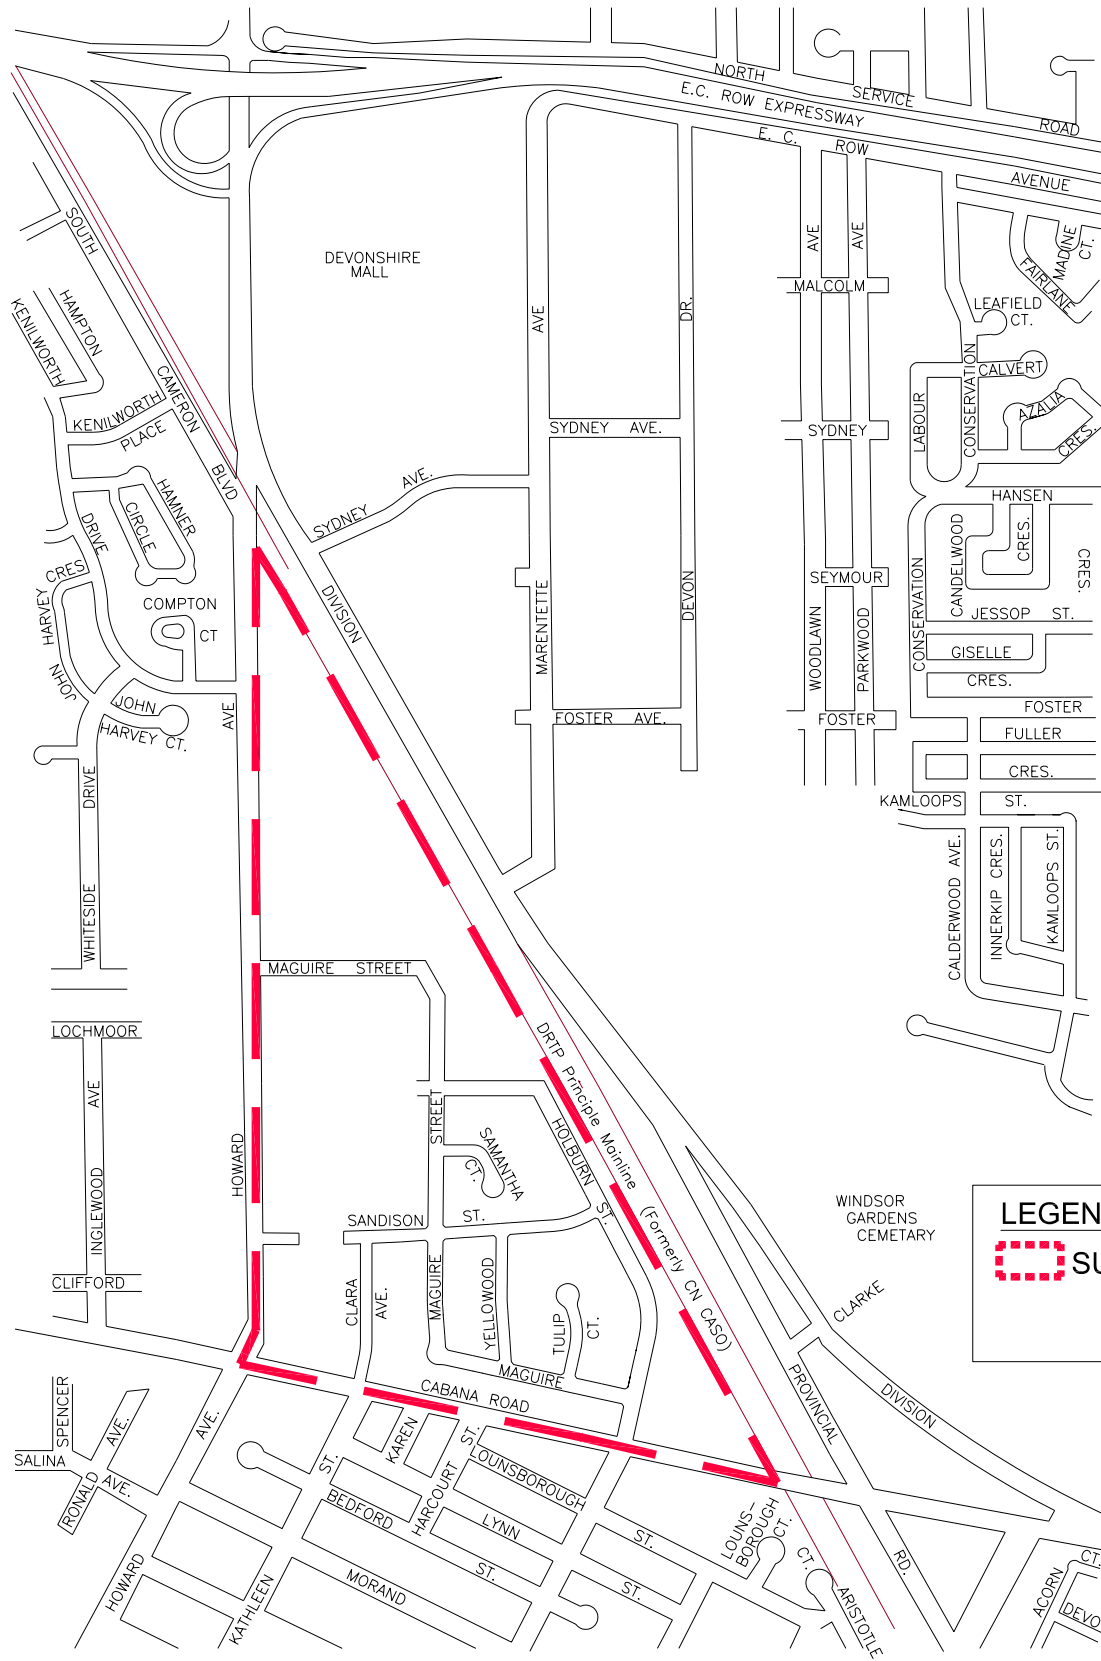 NORTH
SERVICE
ROAD
E.C. ROW EXPRESSWAY
E. C.
ROW
AVENUE
SOUTH
CAMERON
BLVD
DEVONSHIRE
MALL
AVE
DR.
AVE
AVE
MALCOLM
MADINE
CT.
FAIRLANE
LEAFIELD
CT.
KENILWORTH
HAMPTON
KENILWORTH
PLACE
CONSERVATION
CALVERT
LABOUR
AZALIA
CRES.
SYDNEY AVE.
SYDNEY
SYDNEY
AVE.
HAMNER
CIRCLE
DRIVE
HANSEN
CANDELWOOD
CRES.
CRES.
HARVEY
CRES
JOHN
COMPTON
CT
DIVISION
MARENTETTE
DEVON
SEYMOUR
WOODLAWN
PARKWOOD
CONSERVATION
JESSOP ST.
GISELLE
CRES.
JOHN
HARVEY CT.
AVE
FOSTER AVE.
FOSTER
FOSTER
FULLER
CRES.
DRIVE
WHITESIDE
KAMLOOPS
ST.
CALDERWOOD AVE.
INNERKIP CRES.
KAMLOOPS ST.
MAGUIRE STREET
LOCHMOOR
AVE
INGLEWOOD
DRTP Principle Mainline (Formerly CN CASO)
STREET
HOLBURN
ST.
SAMANTHA
CT.
HOWARD
SANDISON
ST.
WINDSOR
GARDENS
CEMETARY
LEGEN
SU
CLIFFORD
CLARA
AVE.
MAGUIRE
YELLOWOOD
TULIP
CT.
CLARKE
MAGUIRE
CABANA ROAD
PROVINCIAL
DIVISION
SPENCER
AVE.
SALINA
RONALD
AVE.
AVE.
ST.
KAREN
HARCOURT
ST.
LOUNSBOROUGH
BEDFORD
ST.
LYNN
ST.
ST.
LOUNS-
BOROUGH
CT.
CT.
RD.
HOWARD
KATHLEEN
MORAND
ARISTOTLE
ACORN
CT.
DEVO